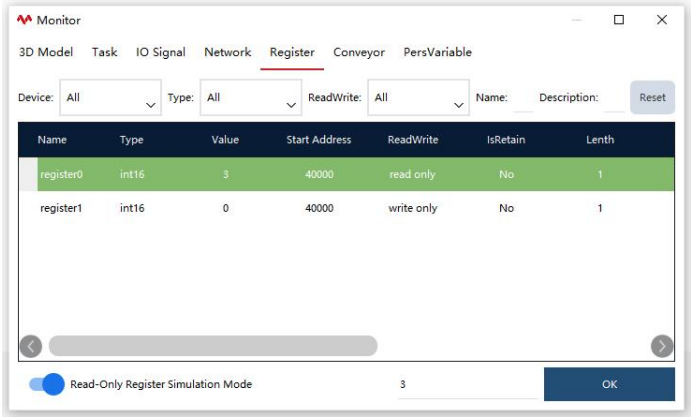 Monitor
3D Model Task IO Signal Network Register Conveyor PersVariable
Device: All Type: All ReadWrite: All Name: Description: Reset
Name Type Value Start Address ReadWrite IsRetain Lenth
register0 int16 3 40000 read only No 1
register1 int16 0 40000 write only No 1
Read-Only Register Simulation Mode 3 OK